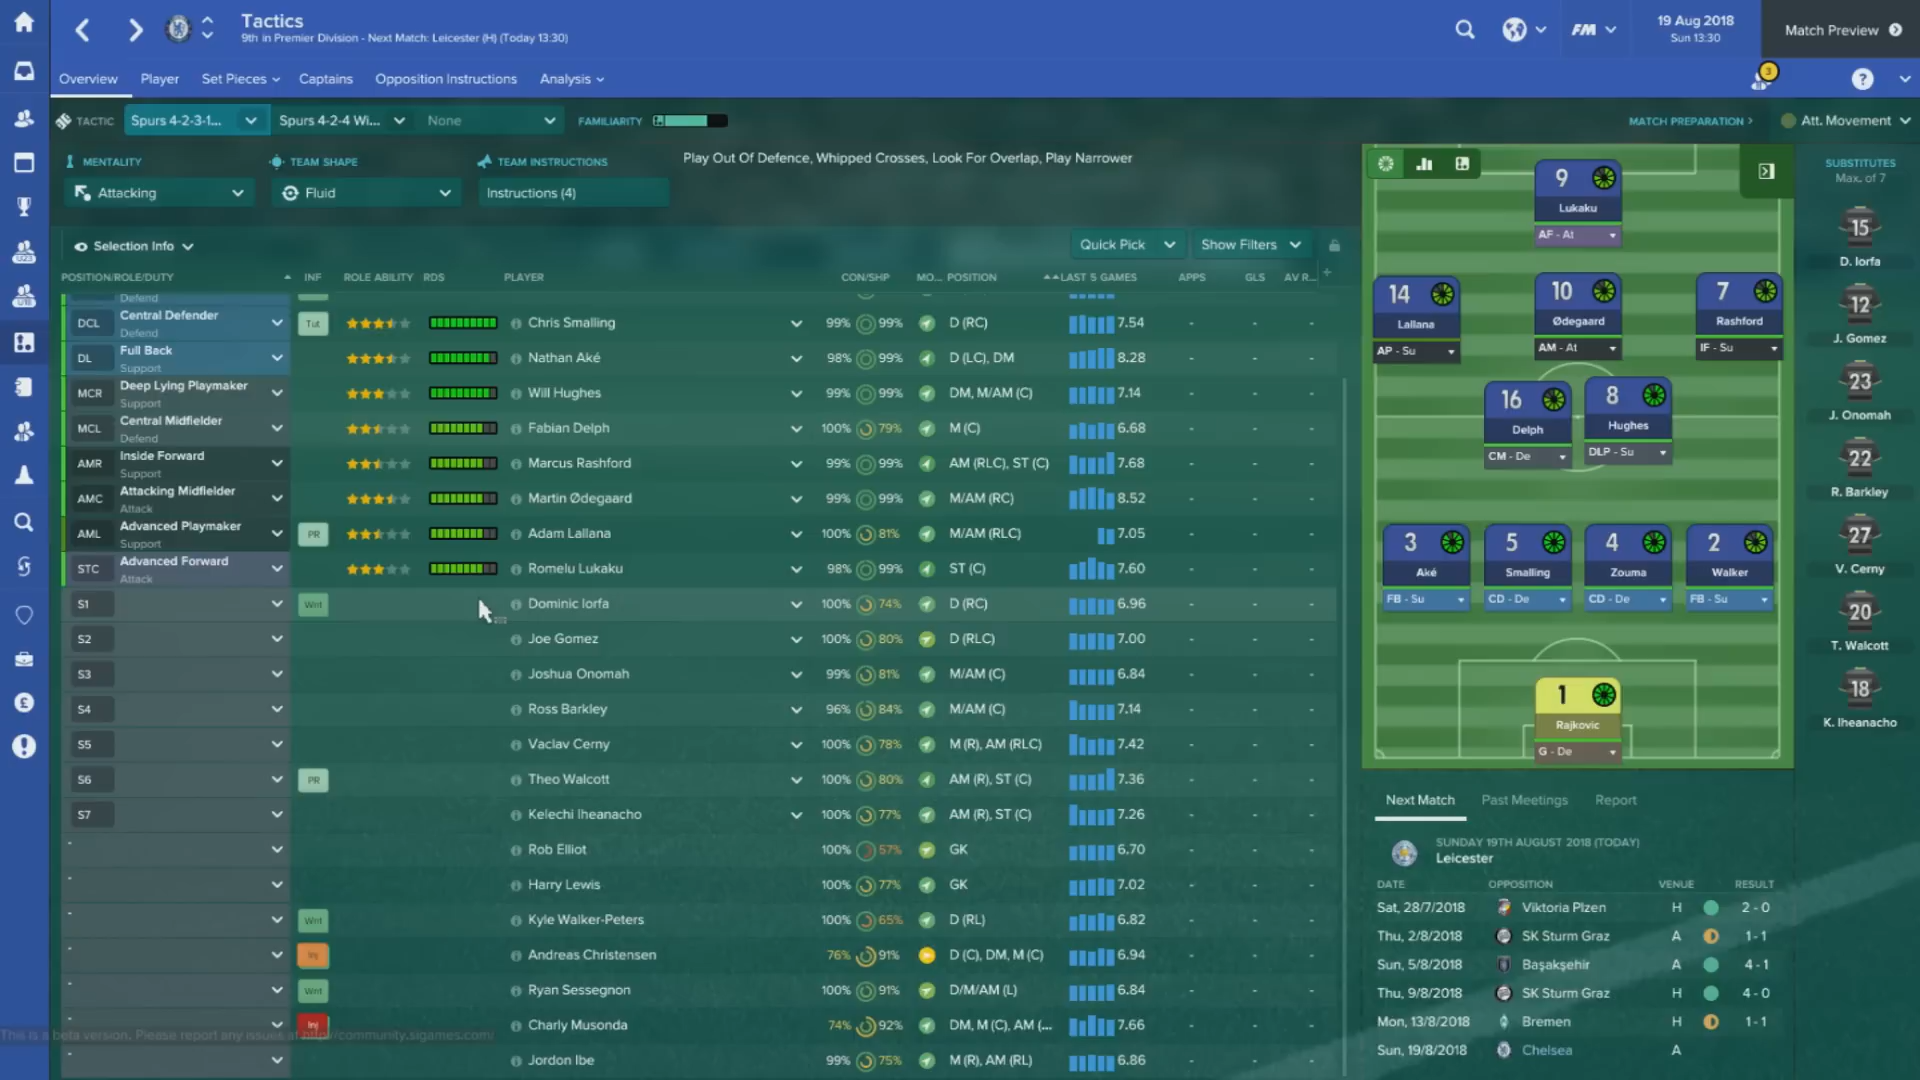 Tactics
9th in Premier Division - Next Match: Leicester (H) (Today 13:30)
FM
19 Aug 2018
Sun 13:30
Match Preview
Overview Player Set Pieces Captains Opposition Instructions Analysis
3
?
TACTIC Spurs 4-2-3-1... Spurs 4-2-4 Wi... None FAMILIARITY
MATCH PREPARATION > Att. Movement
MENTALITY TEAM SHAPE TEAM INSTRUCTIONS
Attacking Fluid Instructions (4)
Play Out Of Defence, Whipped Crosses, Look For Overlap, Play Narrower
Selection Info Quick Pick Show Filters
POSITION/ROLE/DUTY INF ROLE ABILITY RDS PLAYER CON/SHP MO... POSITION LAST 5 GAMES APPS GLS AV R...
Defend
DCL Central Defender Defend Tut Chris Smalling 99% 99% D (RC) 7.54 - - -
DL Full Back Support Nathan Aké 98% 99% D (LC), DM 8.28 - - -
MCR Deep Lying Playmaker Support Will Hughes 99% 99% DM, M/AM (C) 7.14 - - -
MCL Central Midfielder Defend Fabian Delph 100% 79% M (C) 6.68 - - -
AMR Inside Forward Support Marcus Rashford 99% 99% AM (RLC), ST (C) 7.68 - - -
AMC Attacking Midfielder Attack Martin Ødegaard 99% 99% M/AM (RC) 8.52 - - -
AML Advanced Playmaker Support PR Adam Lallana 100% 81% M/AM (RLC) 7.05 - - -
STC Advanced Forward Attack Romelu Lukaku 98% 99% ST (C) 7.60 - - -
S1 Wnt Dominic Iorfa 100% 74% D (RC) 6.96 - - -
S2 Joe Gomez 100% 80% D (RLC) 7.00 - - -
S3 Joshua Onomah 99% 81% M/AM (C) 6.84 - - -
S4 Ross Barkley 96% 84% M/AM (C) 7.14 - - -
S5 Vaclav Cerny 100% 78% M (R), AM (RLC) 7.42 - - -
S6 PR Theo Walcott 100% 80% AM (R), ST (C) 7.36 - - -
S7 Kelechi Iheanacho 100% 77% AM (R), ST (C) 7.26 - - -
- Rob Elliot 100% 57% GK 6.70 - - -
- Harry Lewis 100% 77% GK 7.02 - - -
- Wnt Kyle Walker-Peters 100% 65% D (RL) 6.82 - - -
- Inj Andreas Christensen 76% 91% D (C), DM, M (C) 6.94 - - -
- Wnt Ryan Sessegnon 100% 91% D/M/AM (L) 6.84 - - -
- Inj Charly Musonda 74% 92% DM, M (C), AM (... 7.66 - - -
- Jordon Ibe 99% 75% M (R), AM (RL) 6.86 - - -
This is a beta version. Please report any issues at http://community.sigames.com/
9
Lukaku
AF - At
14 10 7
Lallana Ødegaard Rashford
AP - Su AM - At IF - Su
16 8
Delph Hughes
CM - De DLP - Su
3 5 4 2
Aké Smalling Zouma Walker
FB - Su CD - De CD - De FB - Su
1
Rajkovic
G - De
SUBSTITUTES
Max. of 7
15
D. Iorfa
12
J. Gomez
23
J. Onomah
22
R. Barkley
27
V. Cerny
20
T. Walcott
18
K. Iheanacho
Next Match Past Meetings Report
SUNDAY 19TH AUGUST 2018 (TODAY)
Leicester
DATE OPPOSITION VENUE RESULT
Sat, 28/7/2018 Viktoria Plzen H 2 - 0
Thu, 2/8/2018 SK Sturm Graz A 1 - 1
Sun, 5/8/2018 Başakşehir A 4 - 1
Thu, 9/8/2018 SK Sturm Graz H 4 - 0
Mon, 13/8/2018 Bremen H 1 - 1
Sun, 19/8/2018 Chelsea A